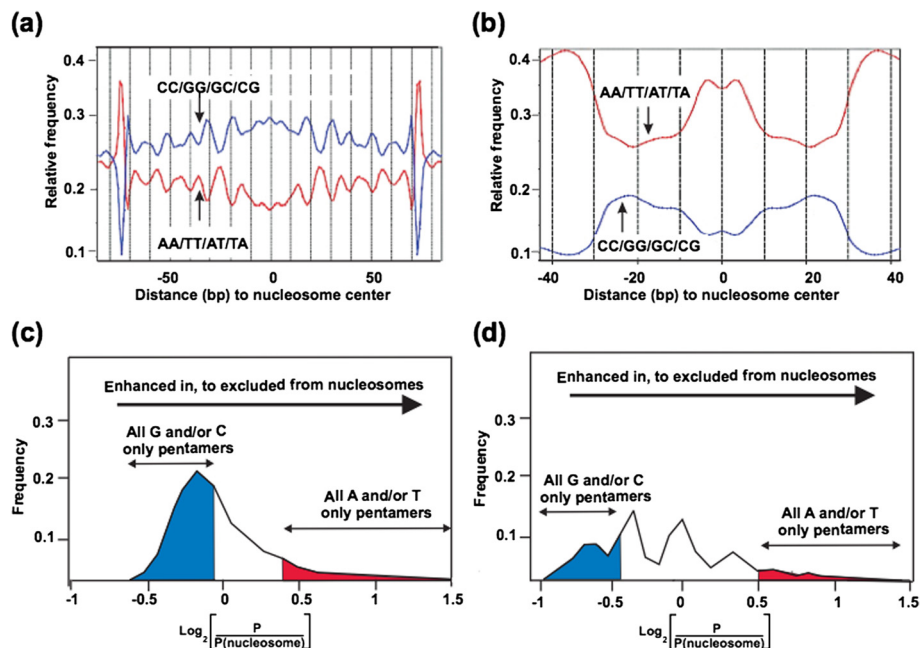 (a)
0.4
0.3
0.2
0.1
Relative frequency
CC/GG/GC/CG
AA/TT/AT/TA
-50
0
50
Distance (bp) to nucleosome center
(b)
0.4
0.3
0.2
0.1
Relative frequency
AA/TT/AT/TA
CC/GG/GC/CG
-40
-20
0
20
40
Distance (bp) to nucleosome center
(c)
Enhanced in, to excluded from nucleosomes
All G and/or C
only pentamers
All A and/or T
only pentamers
0.3
0.2
0.1
Frequency
-1
-0.5
0
0.5
1
1.5
Log2 [ P
P(nucleosome) ]
(d)
Enhanced in, to excluded from nucleosomes
All G and/or C
only pentamers
All A and/or T
only pentamers
0.3
0.2
0.1
Frequency
-1
-0.5
0
0.5
1
1.5
Log2 [ P
P(nucleosome) ]